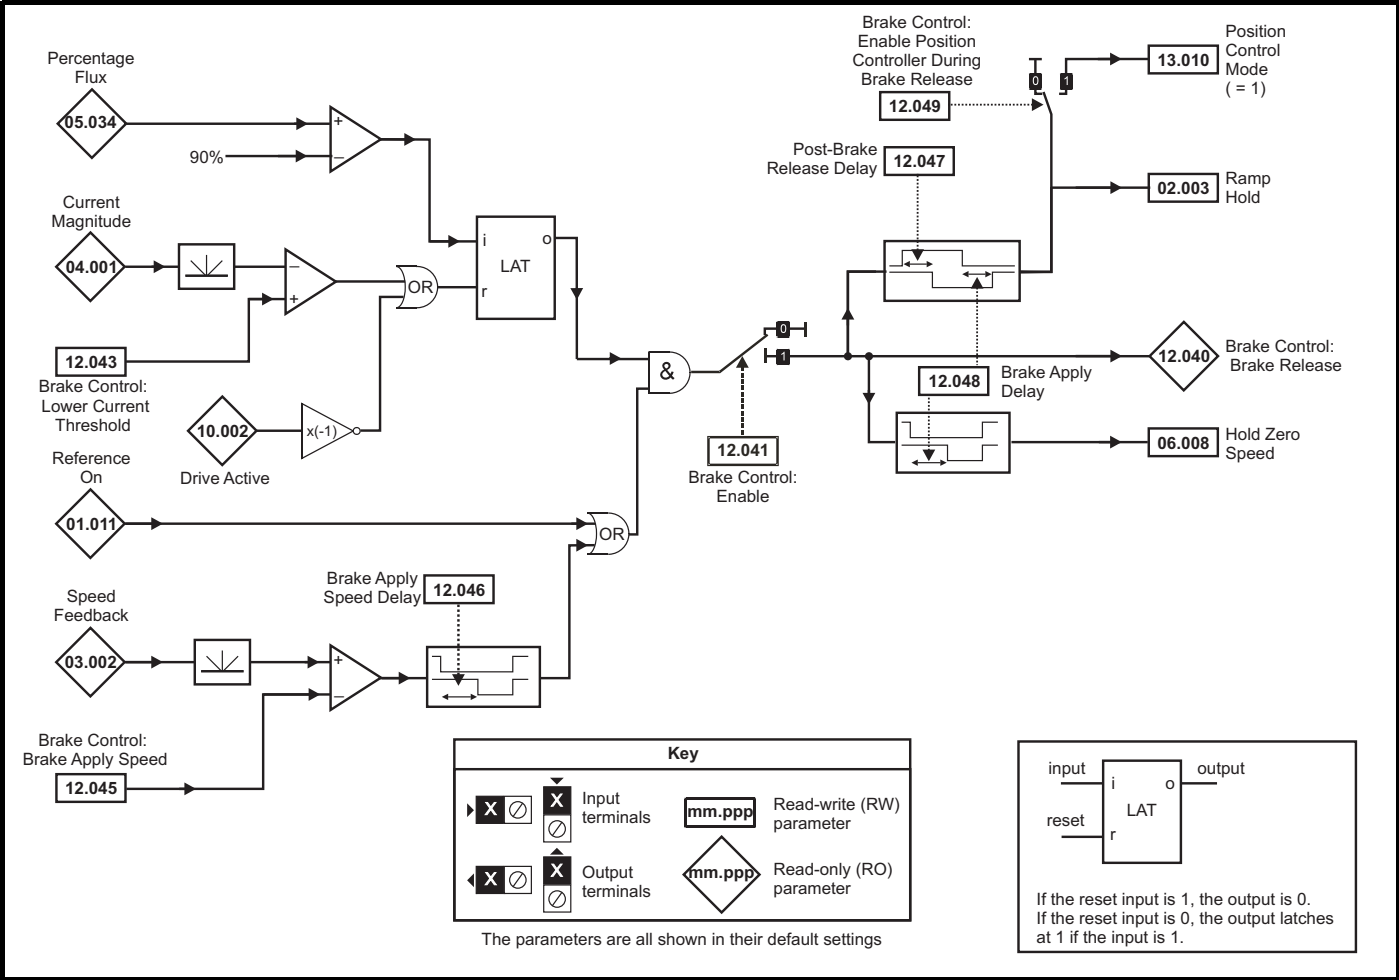 Percentage
Flux
05.034
+
90%
–
Current
Magnitude
04.001
–
+
OR
12.043
Brake Control:
Lower Current
Threshold
10.002
x(-1)
Drive Active
i
o
LAT
r
Reference
On
01.011
OR
&
12.041
Brake Control:
Enable
0
1
Brake Apply
Speed Delay
12.046
Speed
Feedback
03.002
+
–
Brake Control:
Brake Apply Speed
12.045
Brake Control:
Enable Position
Controller During
Brake Release
12.049
0
1
13.010
Position
Control
Mode
( = 1)
Post-Brake
Release Delay
12.047
02.003
Ramp
Hold
12.040
Brake Control:
Brake Release
12.048
Brake Apply
Delay
06.008
Hold Zero
Speed
Key
X
X
Input
terminals
mm.ppp
Read-write (RW)
parameter
X
X
Output
terminals
mm.ppp
Read-only (RO)
parameter
The parameters are all shown in their default settings
input
i
o
output
LAT
reset
r
If the reset input is 1, the output is 0.
If the reset input is 0, the output latches
at 1 if the input is 1.